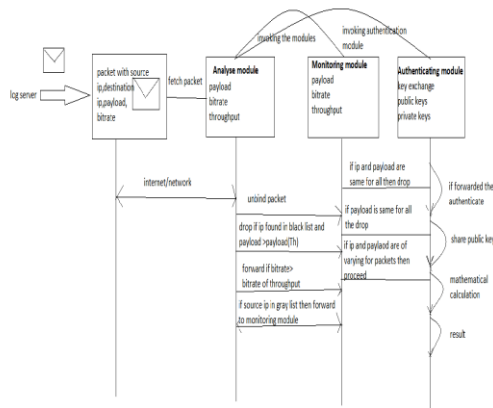 invoking the modules
invoking authentication
module
log server
packet with source
ip,destination
ip,payload,
bitrate
fetch packet
Analyse module
payload
bitrate
throughput
Monitoring module
payload
bitrate
throughput
Authenticating module
key exchange
public keys
private keys
internet/network
unbind packet
drop if ip found in black list and
payload >payload(Th)
forward if bitrate>
bitrate of throughput
if source ip in gray list then forward
to monitoring module
if ip and payload are
same for all then drop
if payload is same for all
the drop
if ip and paylaod are of
varying for packets then
proceed
if forwarded the
authenticate
share public key
mathematical
calculation
result